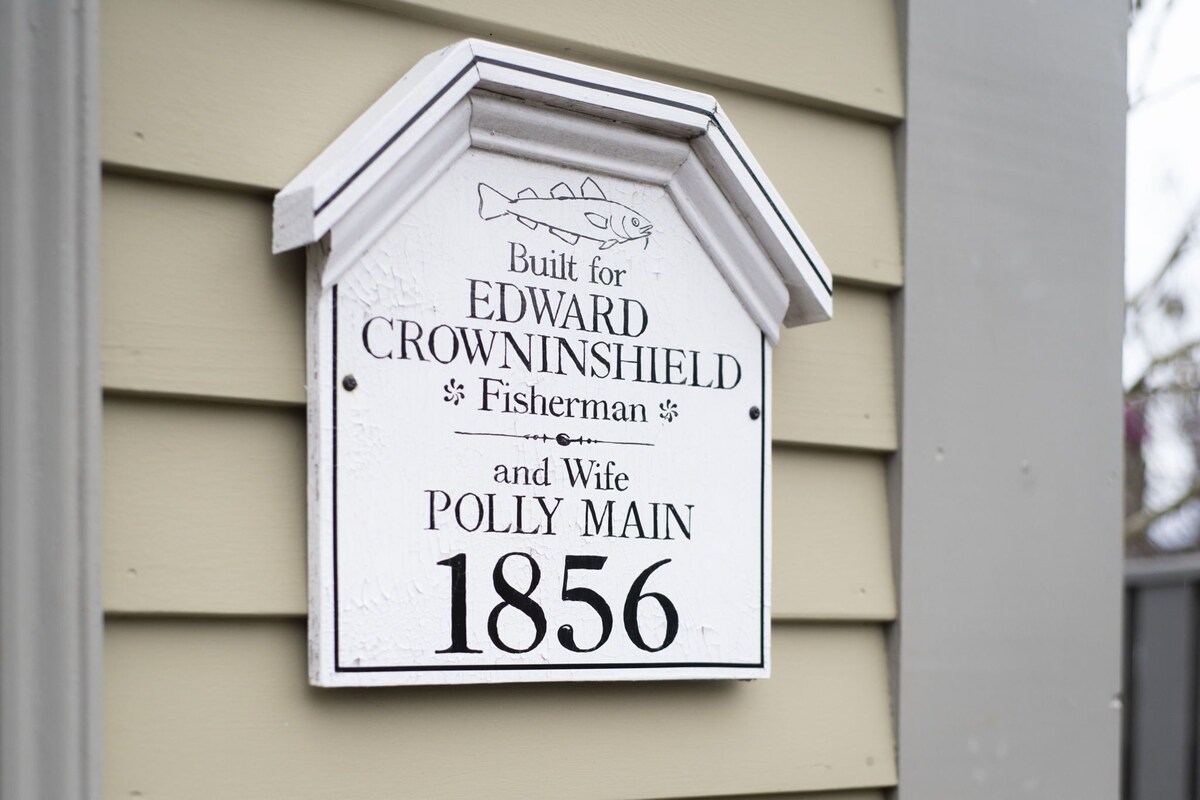 Built for
EDWARD
CROWNINSHIELD
Fisherman
and Wife
POLLY MAIN
1856